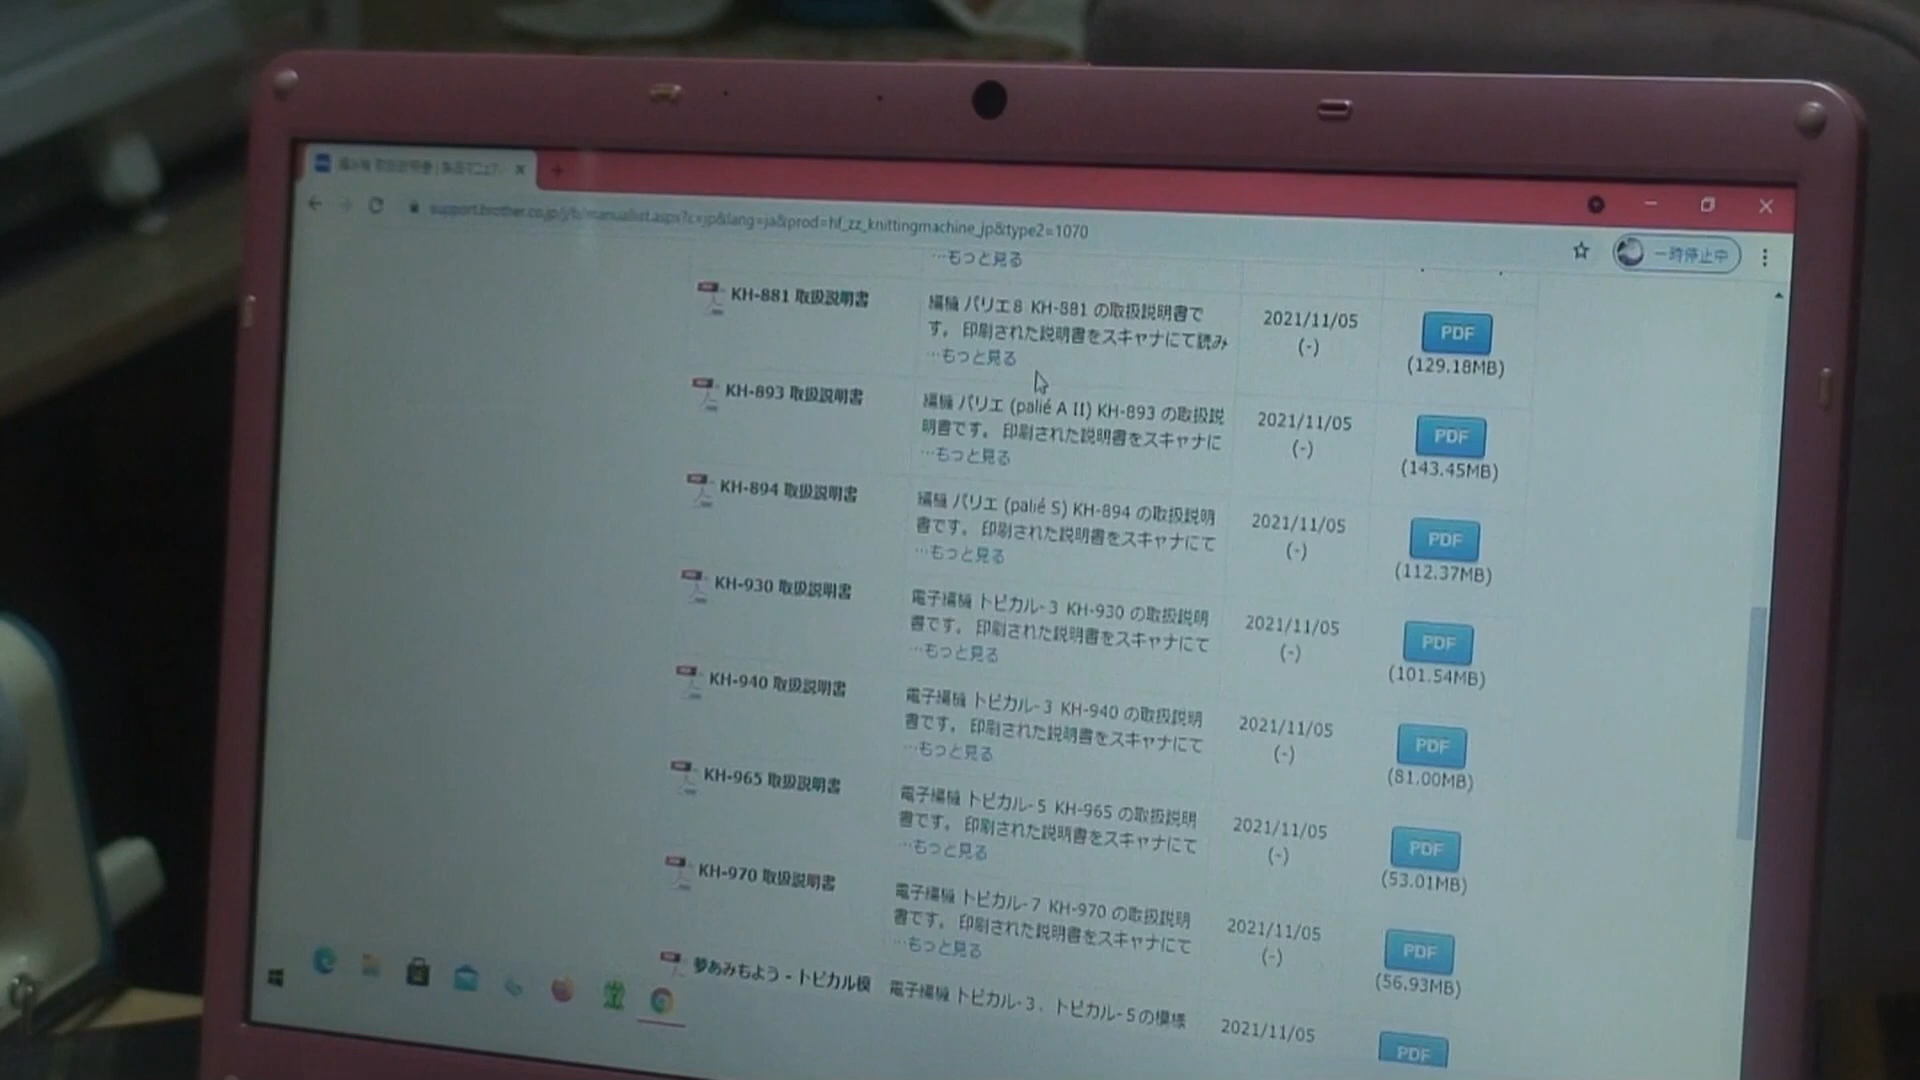 support.brother.co.jp/j/b/manualist.aspx?c=jp&lang=ja&prod=hf_zz_knittingmachine_jp&type2=1070
一時停止中
…もっと見る
KH-881 取扱説明書
編機 パリエ8 KH-881 の取扱説明書で
す。 印刷された説明書をスキャナにて読み
…もっと見る
2021/11/05
(-)
PDF
(129.18MB)
KH-893 取扱説明書
編機 パリエ (palié A II) KH-893 の取扱説
明書です。 印刷された説明書をスキャナに
…もっと見る
2021/11/05
(-)
PDF
(143.45MB)
KH-894 取扱説明書
編機 パリエ (palié S) KH-894 の取扱説明
書です。 印刷された説明書をスキャナにて
…もっと見る
2021/11/05
(-)
PDF
(112.37MB)
KH-930 取扱説明書
電子編機 トピカル-3 KH-930 の取扱説明
書です。 印刷された説明書をスキャナにて
…もっと見る
2021/11/05
(-)
PDF
(101.54MB)
KH-940 取扱説明書
電子編機 トピカル-3 KH-940 の取扱説明
書です。 印刷された説明書をスキャナにて
…もっと見る
2021/11/05
(-)
PDF
(81.00MB)
KH-965 取扱説明書
電子編機 トピカル-5 KH-965 の取扱説明
書です。 印刷された説明書をスキャナにて
…もっと見る
2021/11/05
(-)
PDF
(53.01MB)
KH-970 取扱説明書
電子編機 トピカル-7 KH-970 の取扱説明
書です。 印刷された説明書をスキャナにて
…もっと見る
2021/11/05
(-)
PDF
(56.93MB)
夢あみもよう - トピカル模
電子編機 トピカル-3、トピカル-5の模様
2021/11/05
PDF